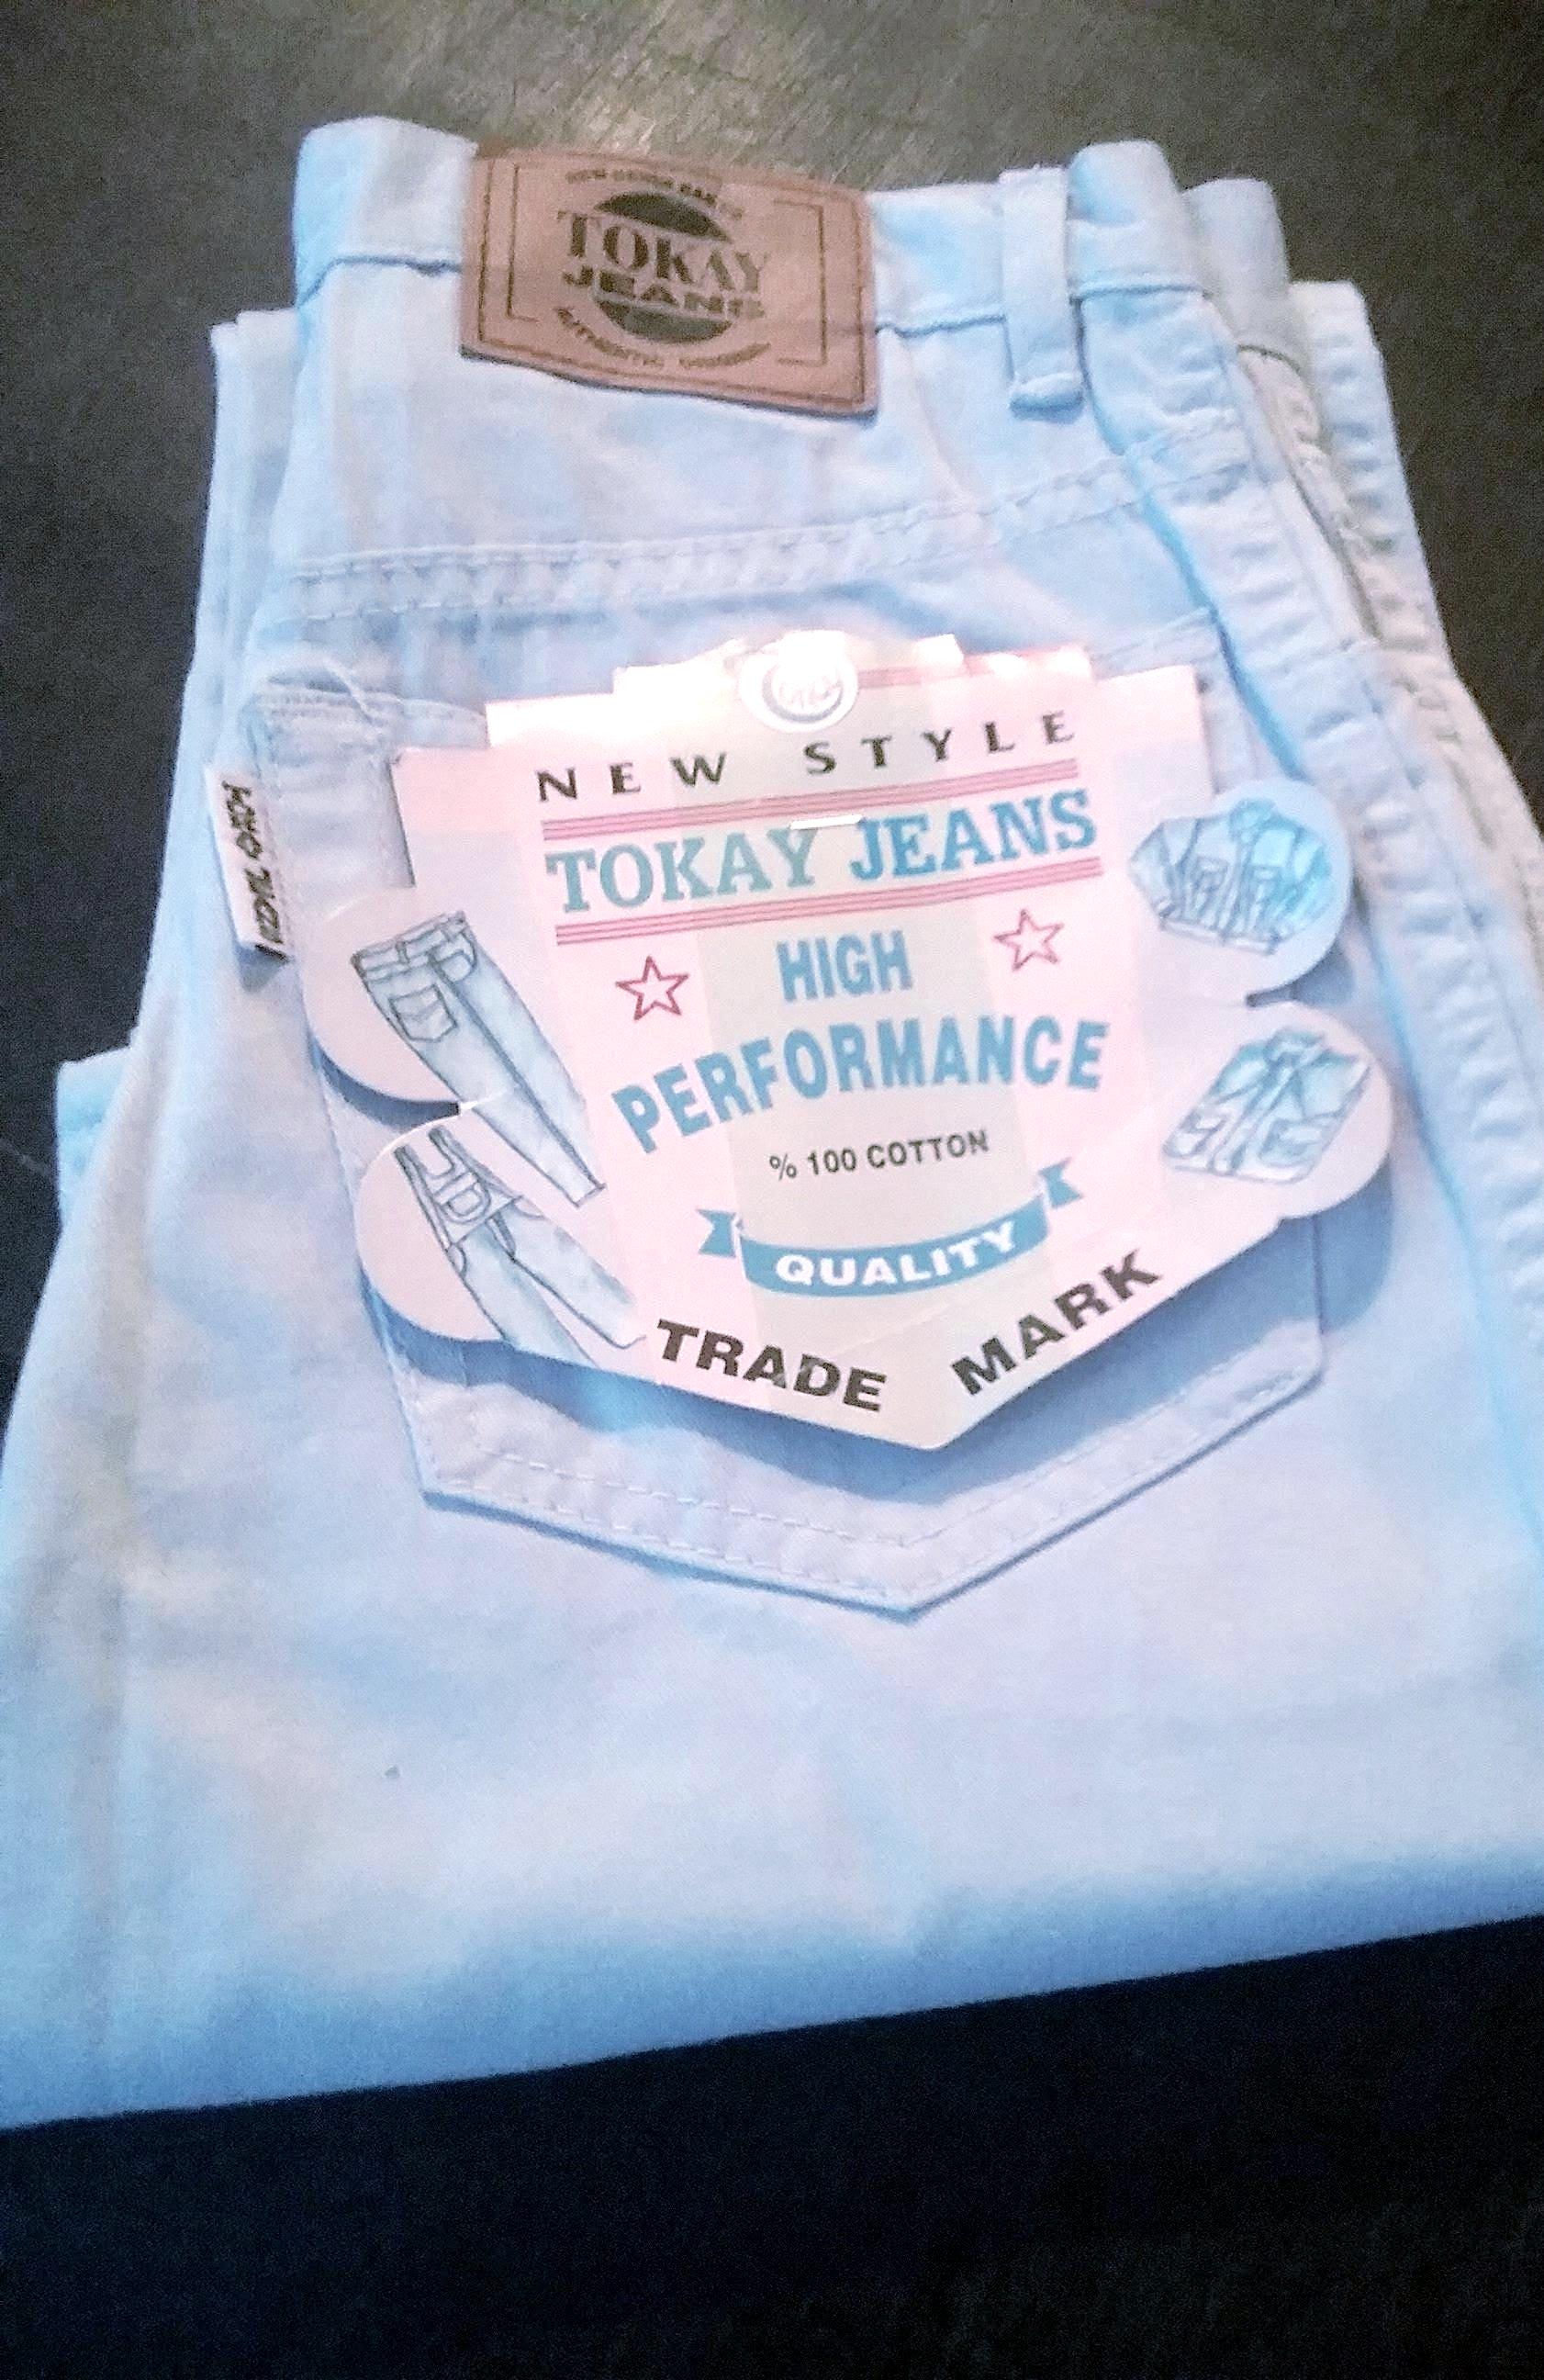 TOKAY
JEANS
NEW STYLE
TOKAY JEANS
HIGH
PERFORMANCE
% 100 COTTON
QUALITY
TRADE MARK